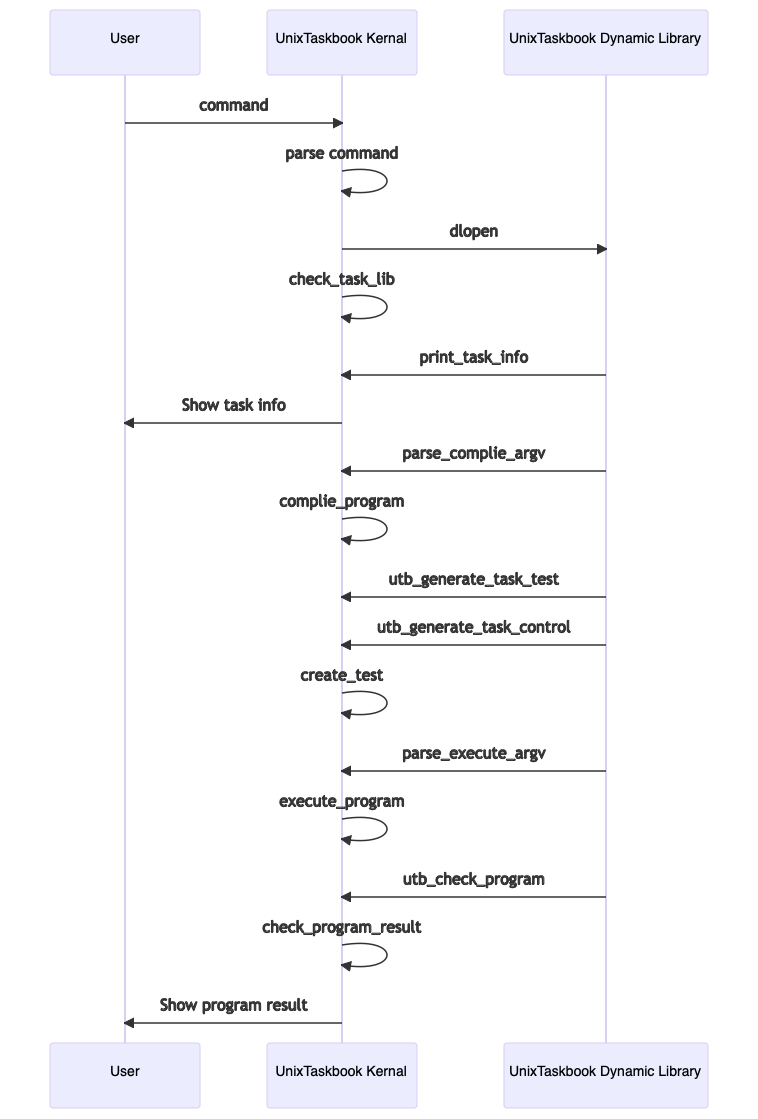 User
UnixTaskbook Kernal
UnixTaskbook Dynamic Library
command
parse command
dlopen
check_task_lib
print_task_info
Show task info
parse_complie_argv
complie_program
utb_generate_task_test
utb_generate_task_control
create_test
parse_execute_argv
execute_program
utb_check_program
check_program_result
Show program result
User
UnixTaskbook Kernal
UnixTaskbook Dynamic Library